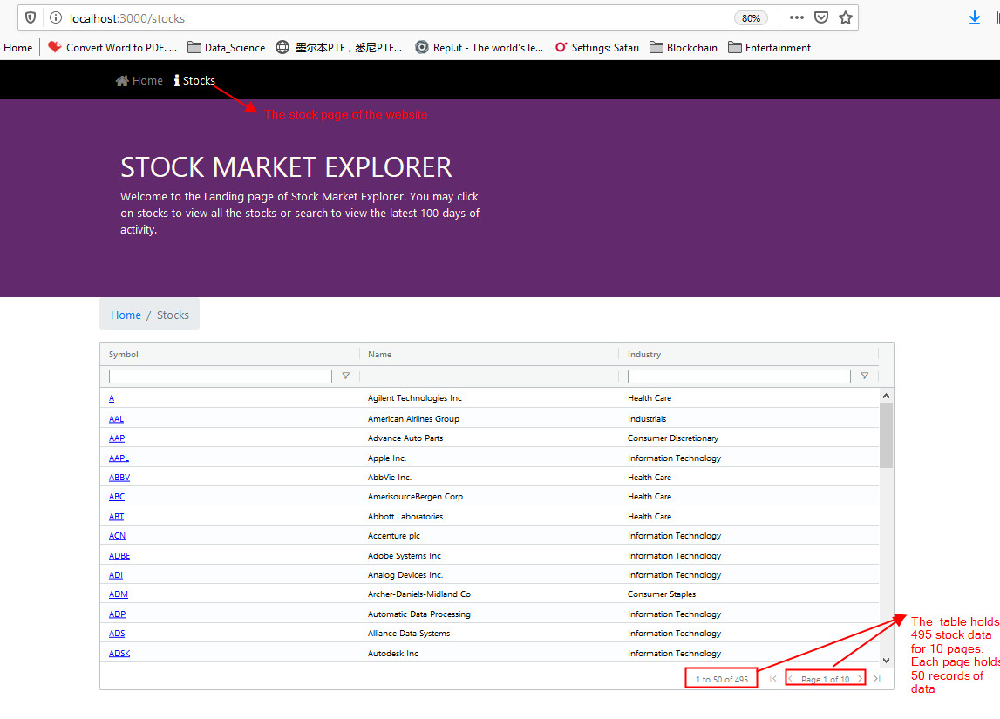 localhost:3000/stocks
80%
Home
Convert Word to PDF. ...
Data_Science
墨尔本PTE，悉尼PTE...
Repl.it - The world's le...
Settings: Safari
Blockchain
Entertainment
Home
Stocks
The stock page of the website
STOCK MARKET EXPLORER
Welcome to the Landing page of Stock Market Explorer. You may click
on stocks to view all the stocks or search to view the latest 100 days of
activity.
Home / Stocks
Symbol Name Industry
A Agilent Technologies Inc Health Care
AAL American Airlines Group Industrials
AAP Advance Auto Parts Consumer Discretionary
AAPL Apple Inc. Information Technology
ABBV AbbVie Inc. Health Care
ABC AmerisourceBergen Corp Health Care
ABT Abbott Laboratories Health Care
ACN Accenture plc Information Technology
ADBE Adobe Systems Inc Information Technology
ADI Analog Devices Inc. Information Technology
ADM Archer-Daniels-Midland Co Consumer Staples
ADP Automatic Data Processing Information Technology
ADS Alliance Data Systems Information Technology
ADSK Autodesk Inc Information Technology
1 to 50 of 495
Page 1 of 10
The table holds
495 stock data
for 10 pages.
Each page holds
50 records of
data